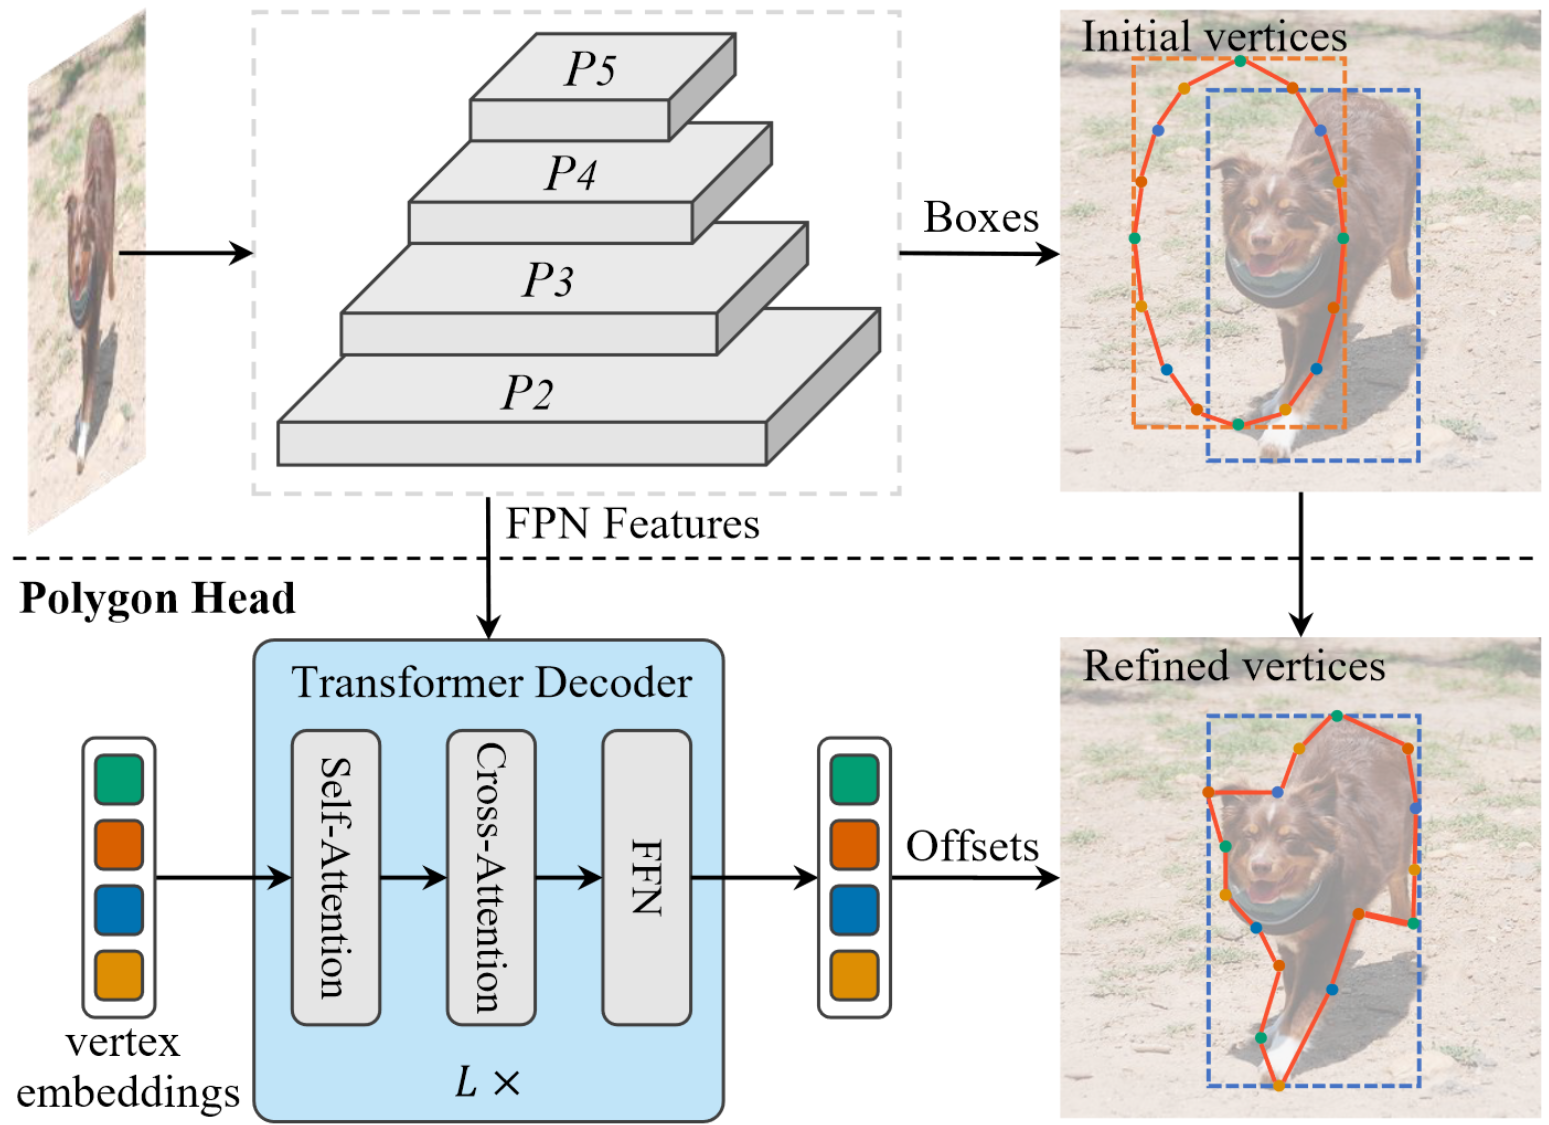 P5
P4
P3
P2
Boxes
Initial vertices
FPN Features
Polygon Head
Transformer Decoder
Self-Attention
Cross-Attention
FFN
L ×
vertex
embeddings
Offsets
Refined vertices